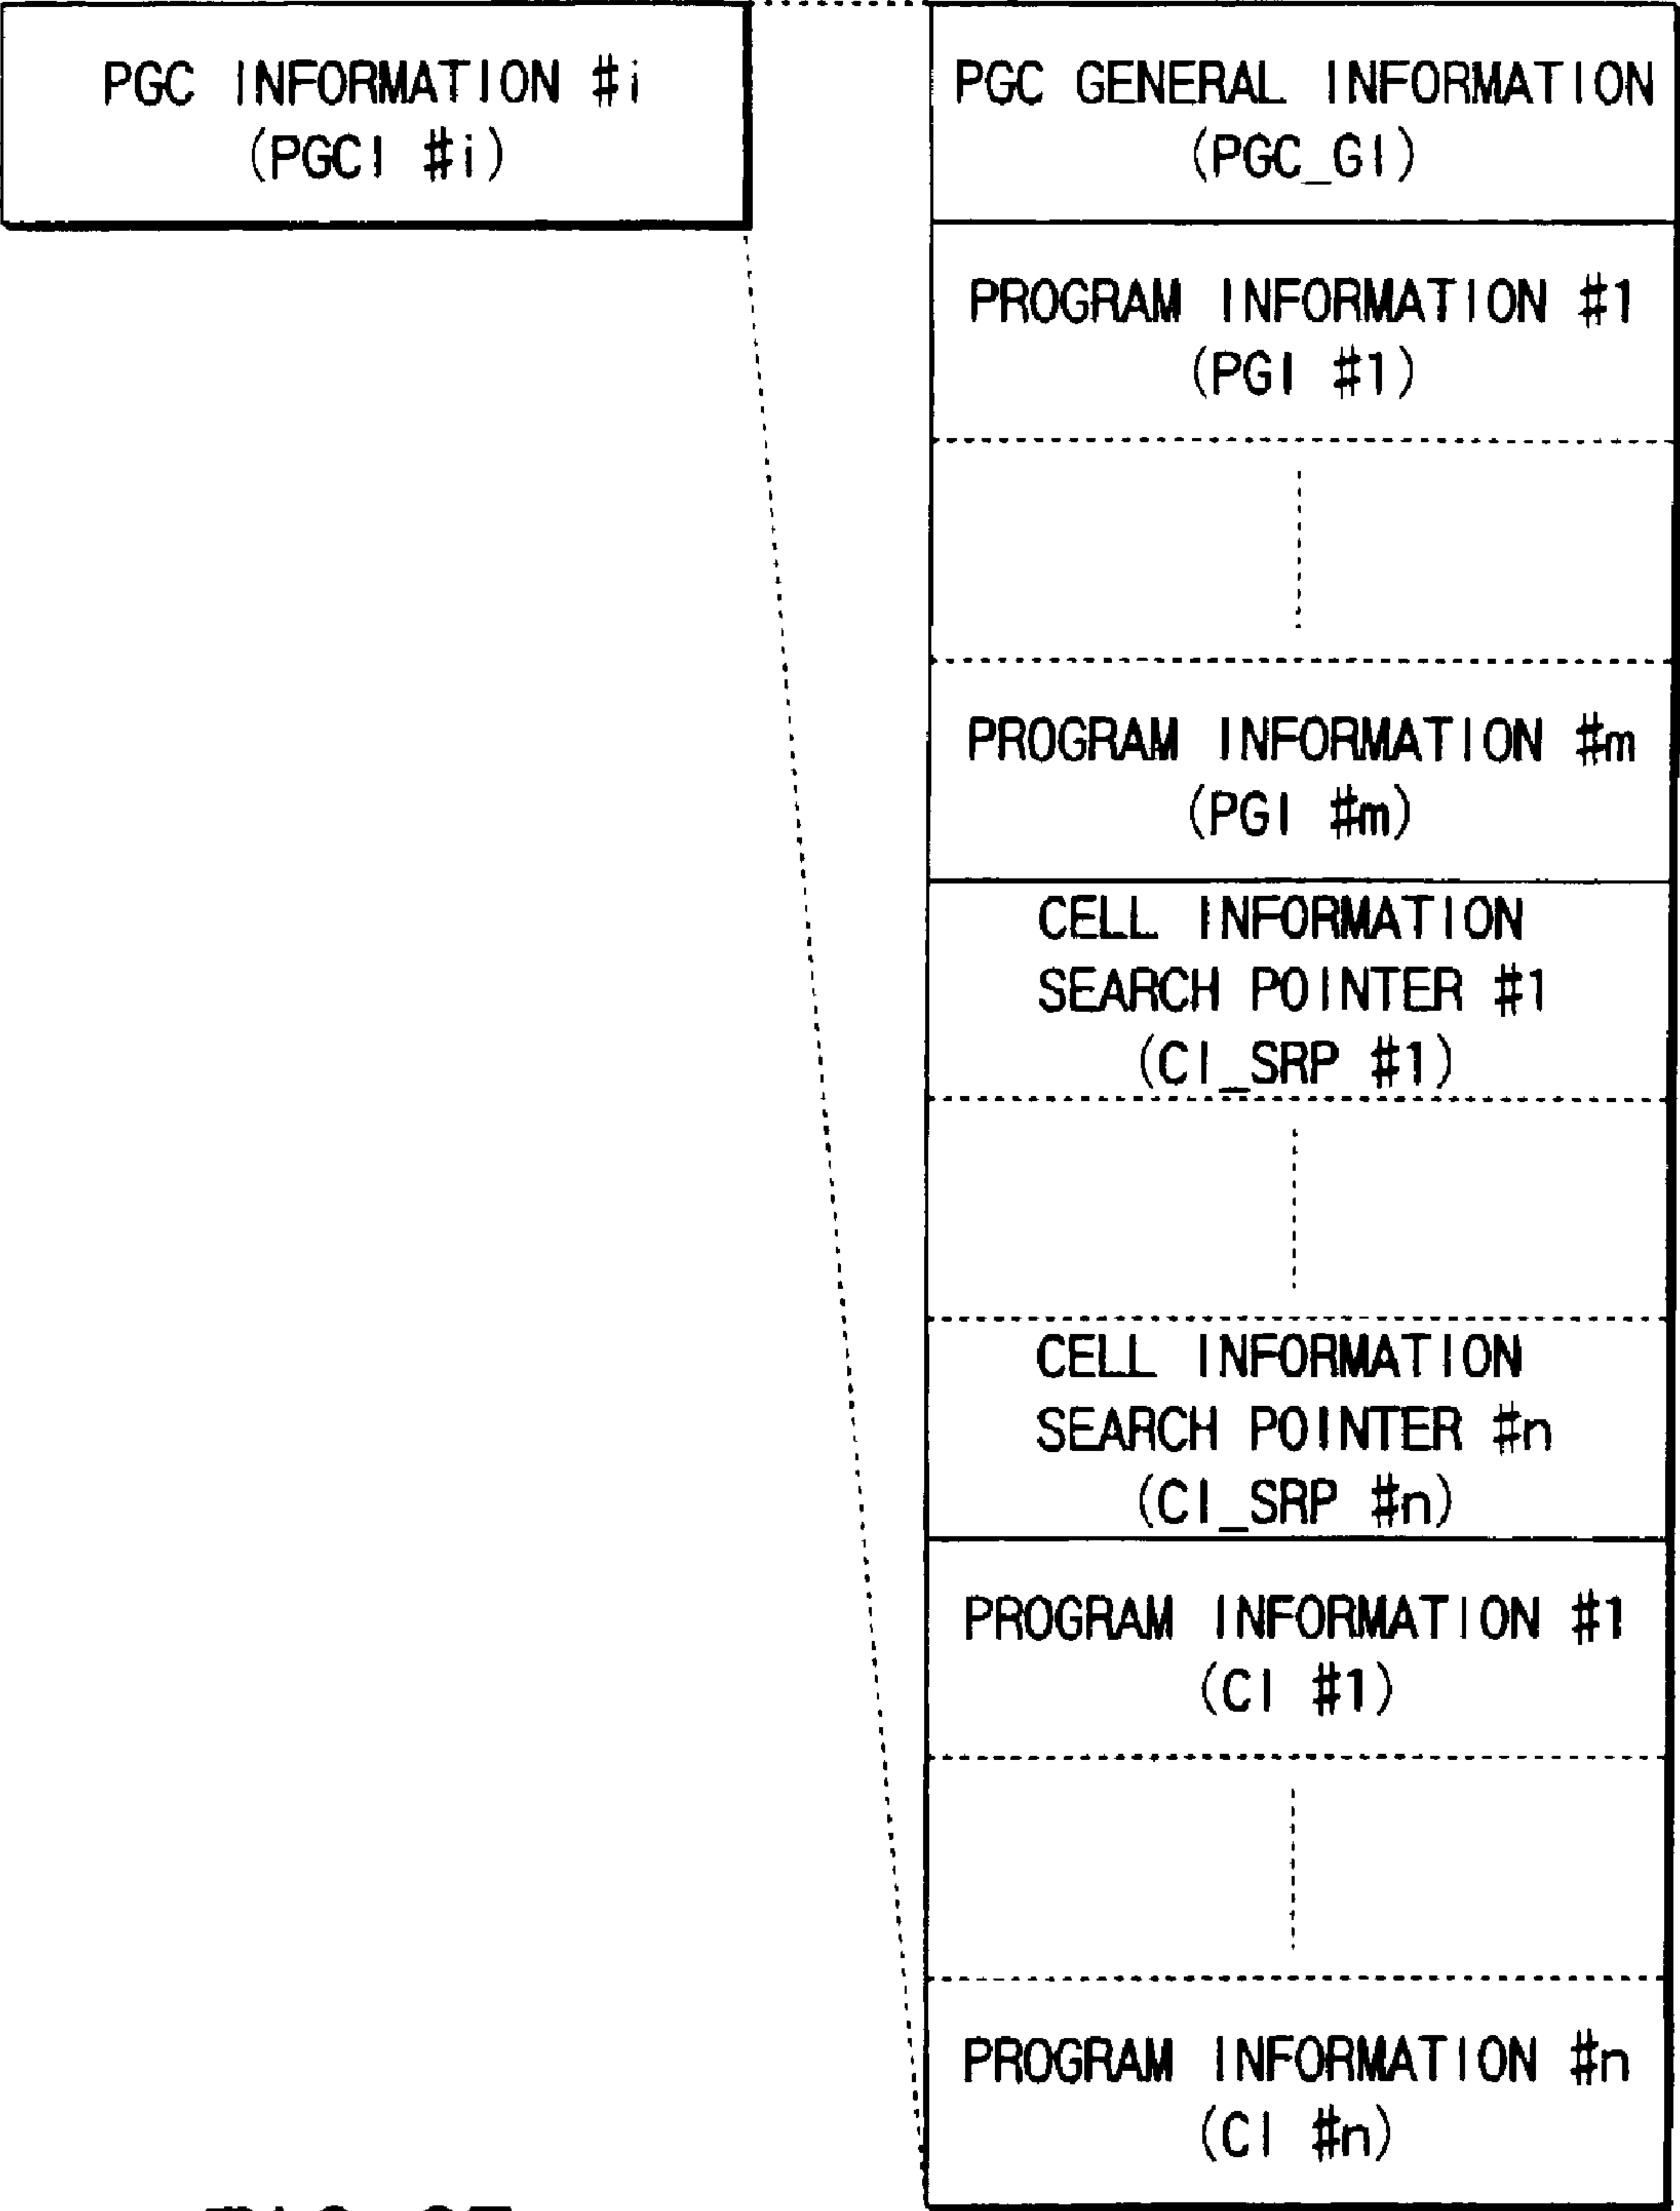 PGC INFORMATION #i
(PGCI #i)
PGC GENERAL INFORMATION
(PGC_GI)
PROGRAM INFORMATION #1
(PGI #1)
PROGRAM INFORMATION #m
(PGI #m)
CELL INFORMATION
SEARCH POINTER #1
(CI_SRP #1)
CELL INFORMATION
SEARCH POINTER #n
(CI_SRP #n)
PROGRAM INFORMATION #1
(CI #1)
PROGRAM INFORMATION #n
(CI #n)